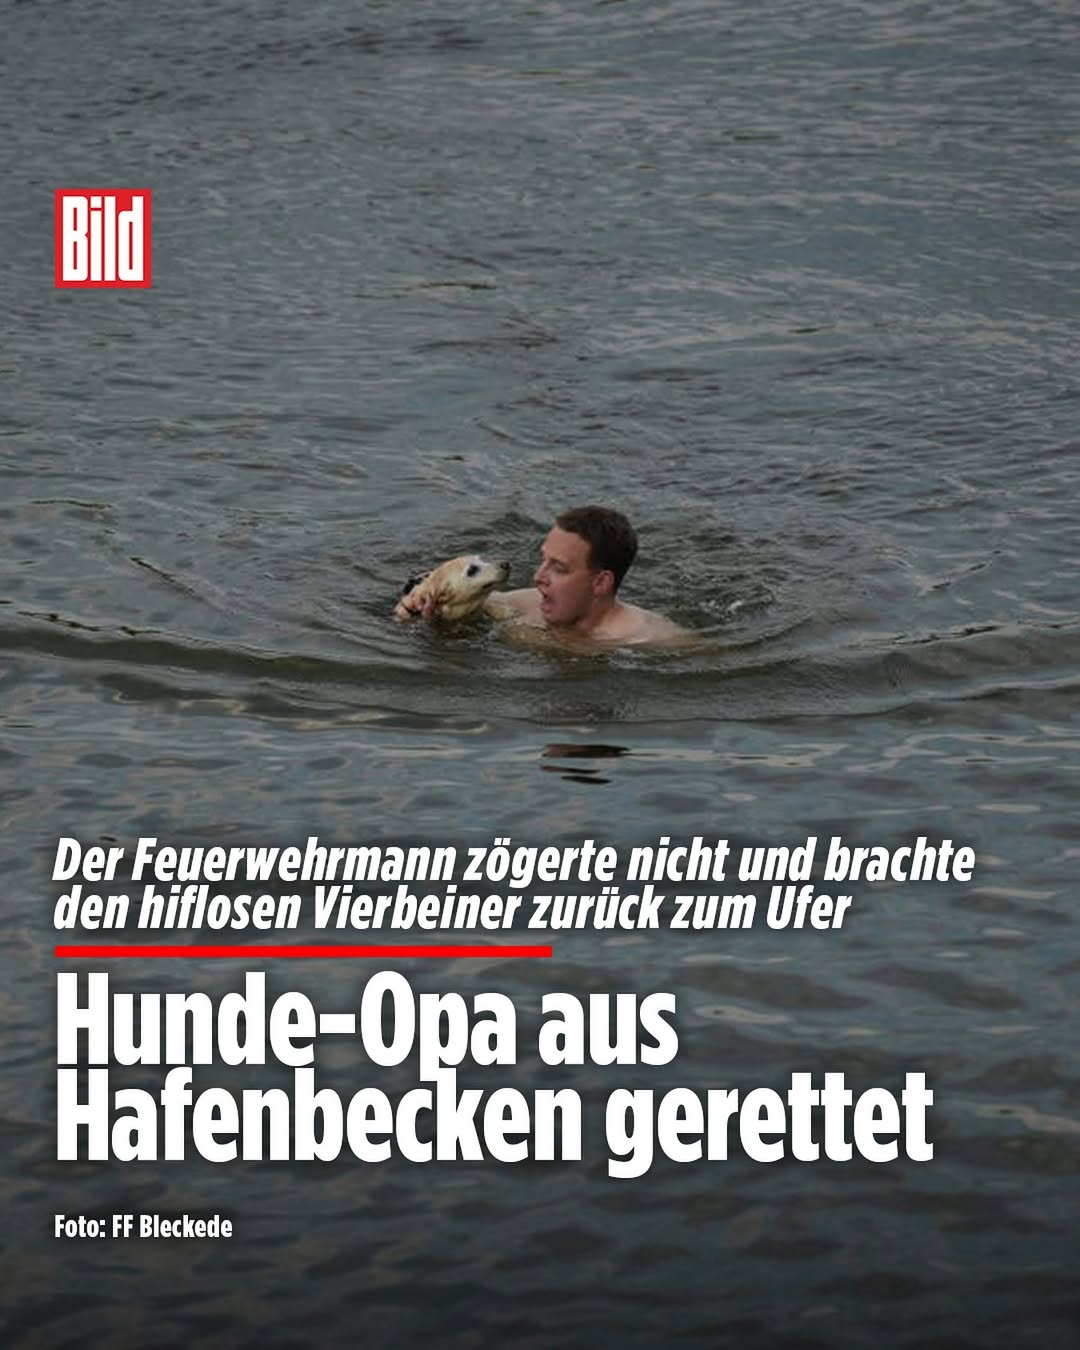 Bild
Der Feuerwehrmann zögerte nicht und brachte
den hiflosen Vierbeiner zurück zum Ufer
Hunde-Opa aus
Hafenbecken gerettet
Foto: FF Bleckede